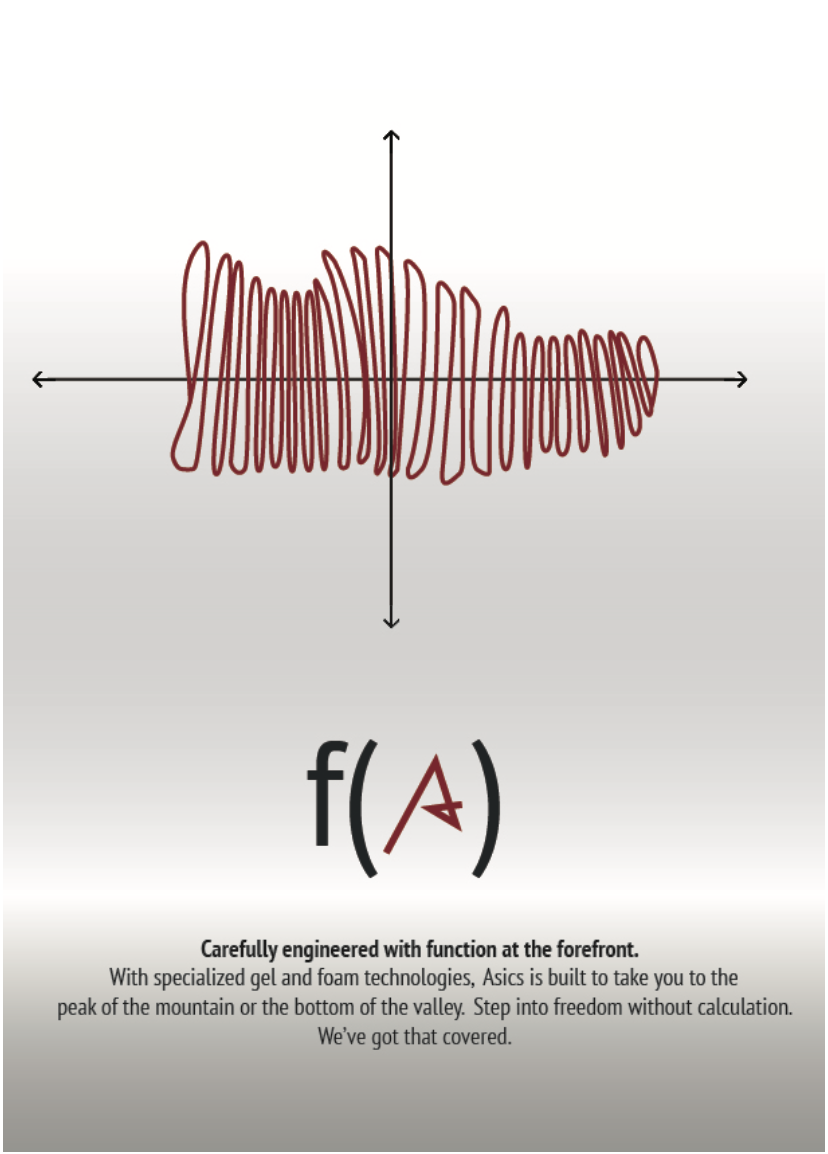 f(A)
Carefully engineered with function at the forefront.
With specialized gel and foam technologies, Asics is built to take you to the
peak of the mountain or the bottom of the valley. Step into freedom without calculation.
We've got that covered.